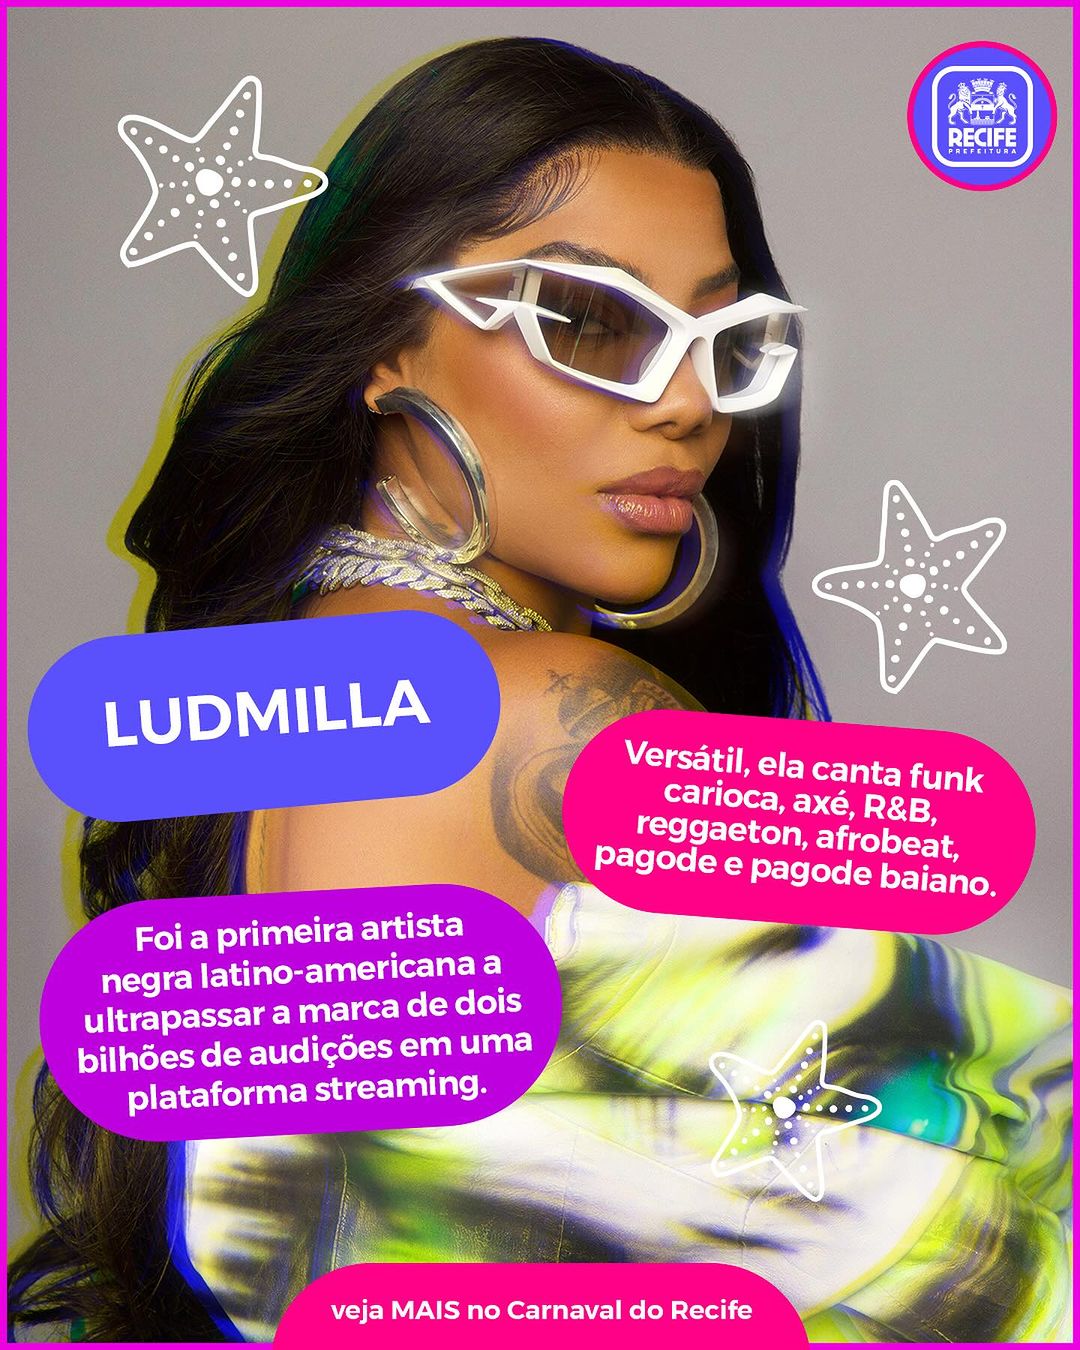 RECIFE
PREFEITURA
LUDMILLA
Versátil, ela canta funk
carioca, axé, R&B,
reggaeton, afrobeat,
pagode e pagode baiano.
Foi a primeira artista
negra latino-americana a
ultrapassar a marca de dois
bilhões de audições em uma
plataforma streaming.
veja MAIS no Carnaval do Recife